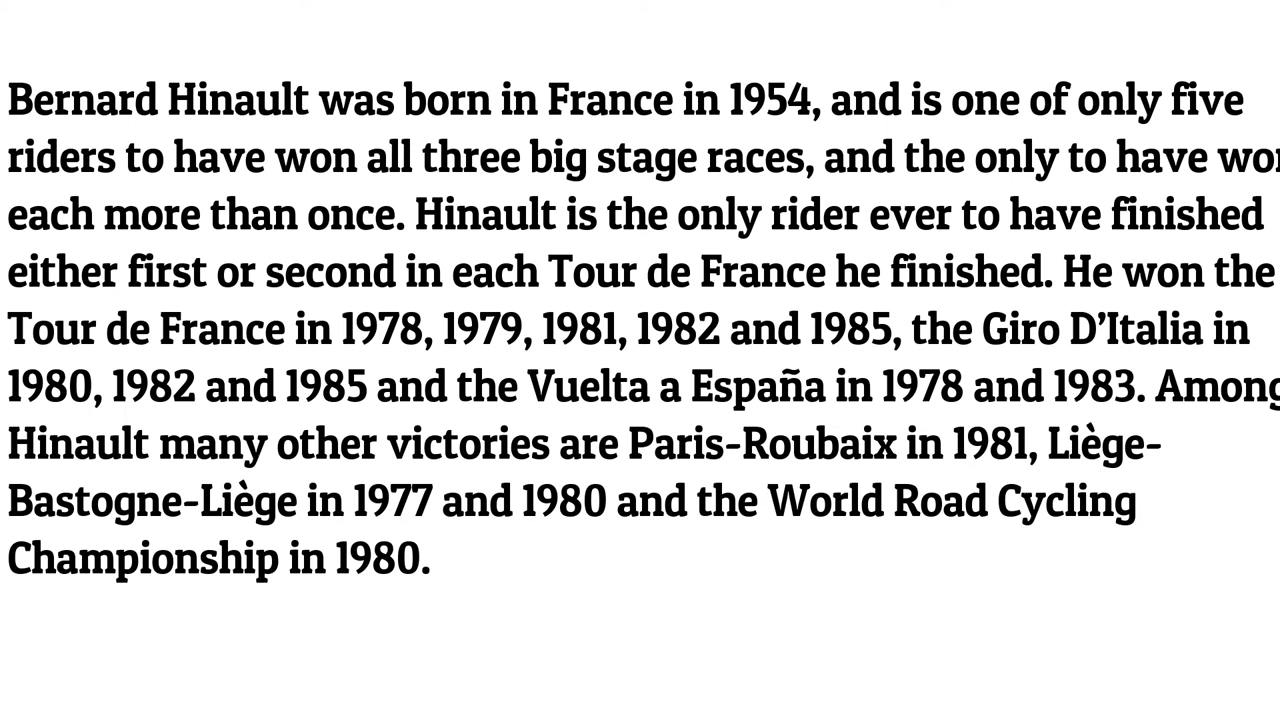 Bernard Hinault was born in France in 1954, and is one of only five
riders to have won all three big stage races, and the only to have won
each more than once. Hinault is the only rider ever to have finished
either first or second in each Tour de France he finished. He won the
Tour de France in 1978, 1979, 1981, 1982 and 1985, the Giro D’Italia in
1980, 1982 and 1985 and the Vuelta a España in 1978 and 1983. Among
Hinault many other victories are Paris-Roubaix in 1981, Liège-
Bastogne-Liège in 1977 and 1980 and the World Road Cycling
Championship in 1980.